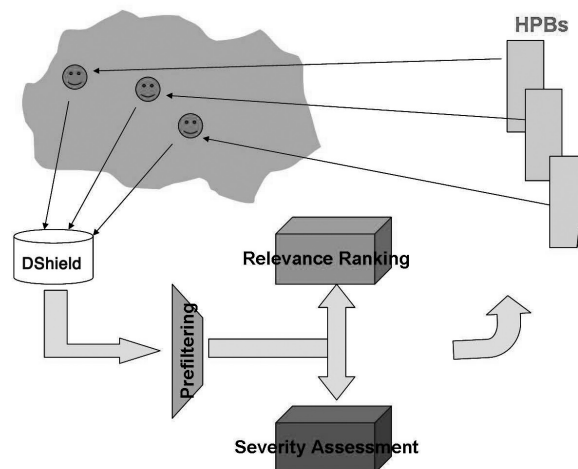 HPBs
DShield
Relevance Ranking
Prefiltering
Severity Assessment